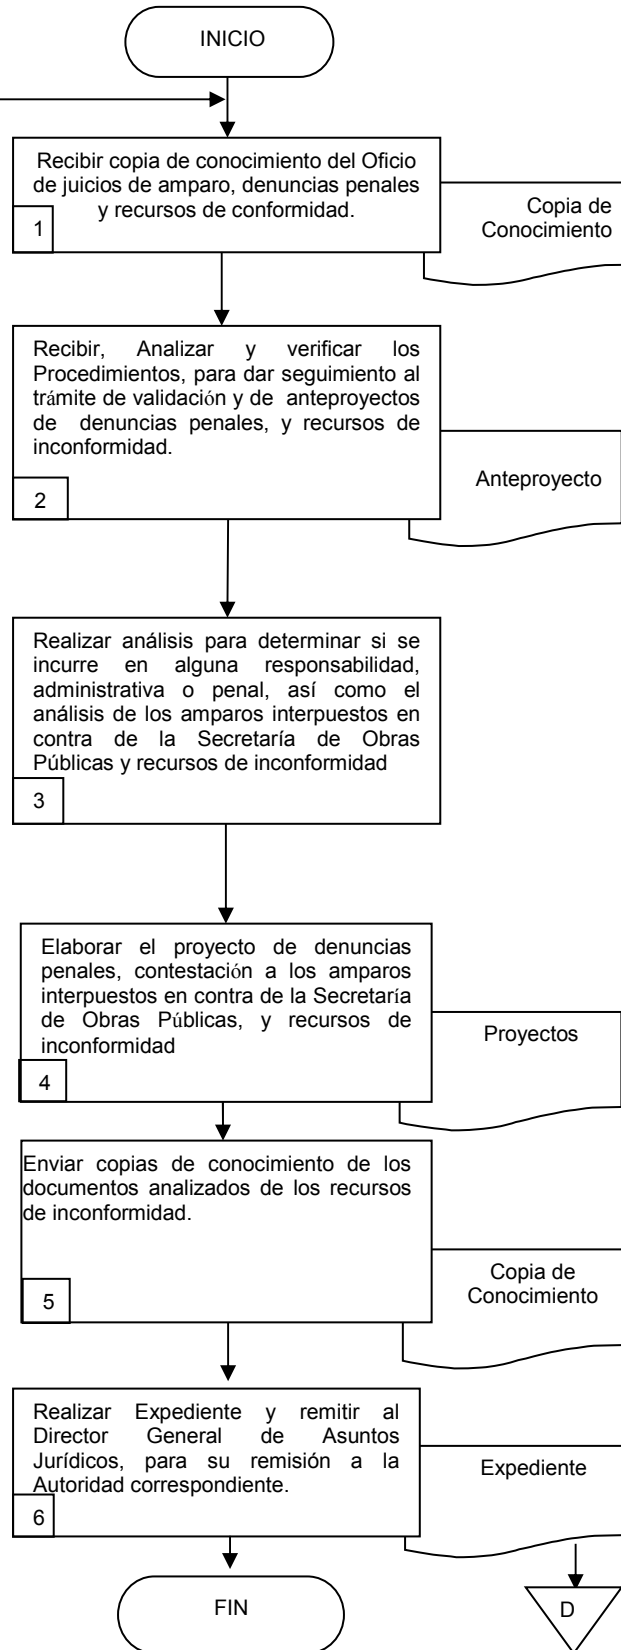 INICIO
Recibir copia de conocimiento del Oficio
de juicios de amparo, denuncias penales
y recursos de conformidad.
1
Copia de
Conocimiento
Recibir, Analizar y verificar los
Procedimientos, para dar seguimiento al
trámite de validación y de anteproyectos
de denuncias penales, y recursos de
inconformidad.
2
Anteproyecto
Realizar análisis para determinar si se
incurre en alguna responsabilidad,
administrativa o penal, así como el
análisis de los amparos interpuestos en
contra de la Secretaría de Obras
Públicas y recursos de inconformidad
3
Elaborar el proyecto de denuncias
penales, contestación a los amparos
interpuestos en contra de la Secretaría
de Obras Públicas, y recursos de
inconformidad
4
Proyectos
Enviar copias de conocimiento de los
documentos analizados de los recursos
de inconformidad.
5
Copia de
Conocimiento
Realizar Expediente y remitir al
Director General de Asuntos
Jurídicos, para su remisión a la
Autoridad correspondiente.
6
Expediente
FIN
D